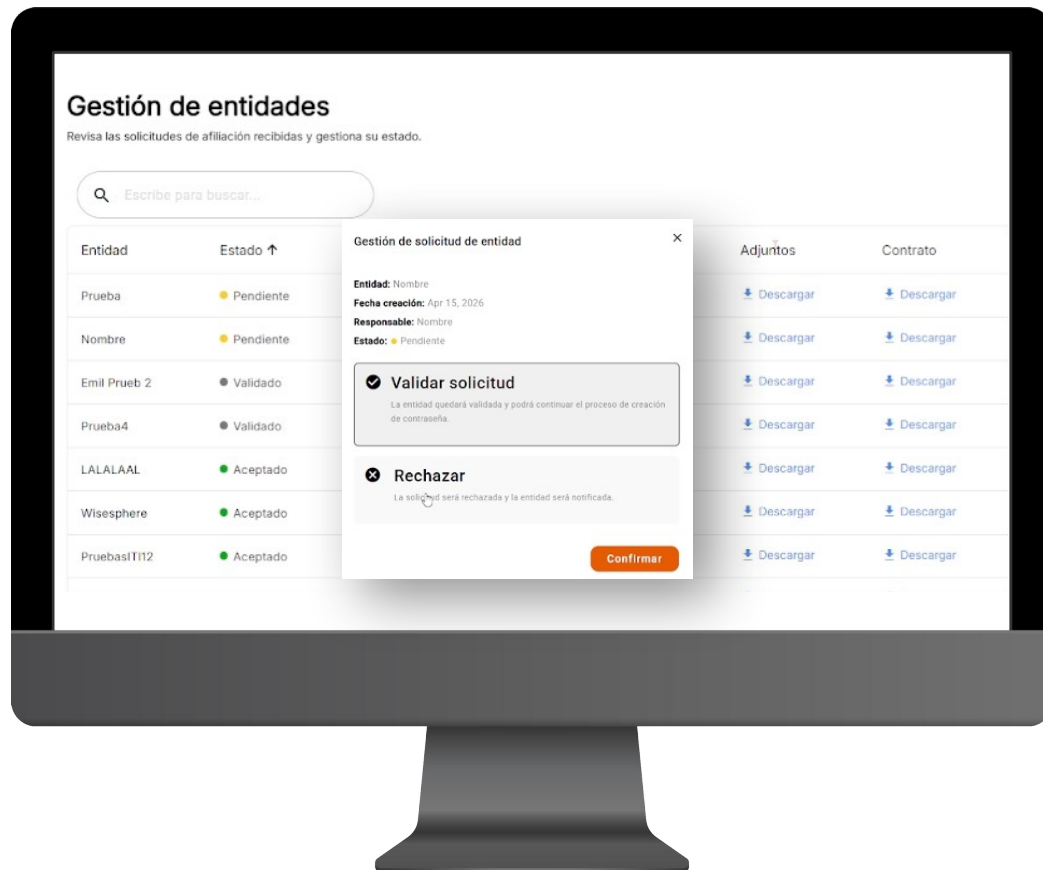 Gestión de entidades
Revisa las solicitudes de afiliación recibidas y gestiona su estado.
Escribe para buscar...
Entidad Estado ↑ Adjuntos Contrato
Prueba Pendiente Descargar Descargar
Nombre Pendiente Descargar Descargar
Emil Prueb 2 Validado Descargar Descargar
Prueba4 Validado Descargar Descargar
LALALAAL Aceptado Descargar Descargar
Wisesphere Aceptado Descargar Descargar
PruebasITI12 Aceptado Descargar Descargar
Gestión de solicitud de entidad
Entidad: Nombre
Fecha creación: Apr 15, 2026
Responsable: Nombre
Estado: Pendiente
Validar solicitud
La entidad quedará validada y podrá continuar el proceso de creación
de contraseña.
Rechazar
La solicitud será rechazada y la entidad será notificada.
Confirmar